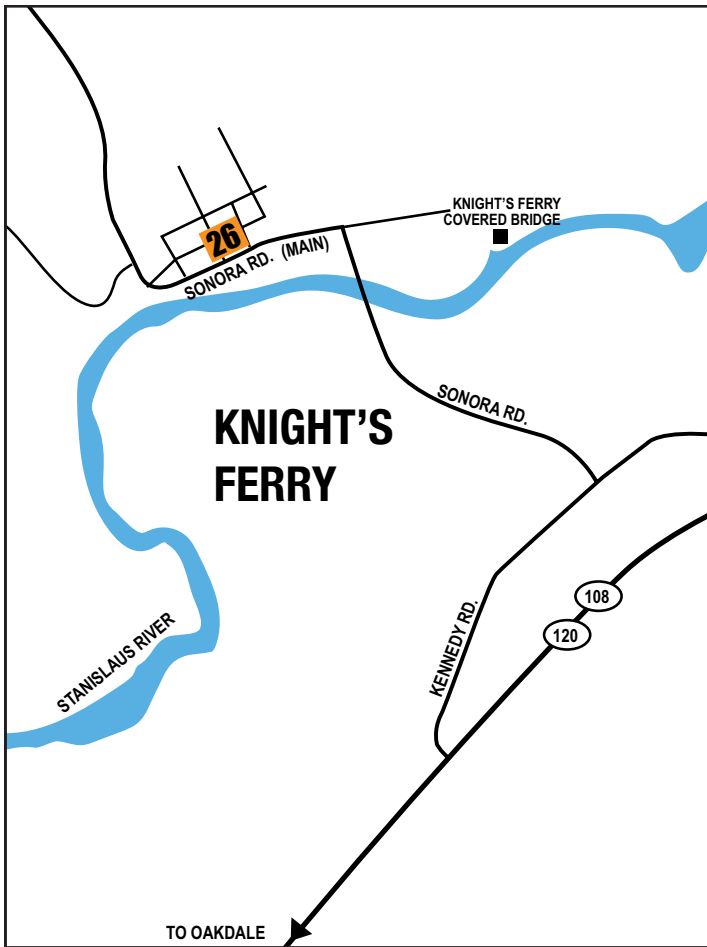 KNIGHT'S FERRY
COVERED BRIDGE
26
SONORA RD. (MAIN)
SONORA RD.
KNIGHT'S
FERRY
108
120
KENNEDY RD.
STANISLAUS RIVER
TO OAKDALE